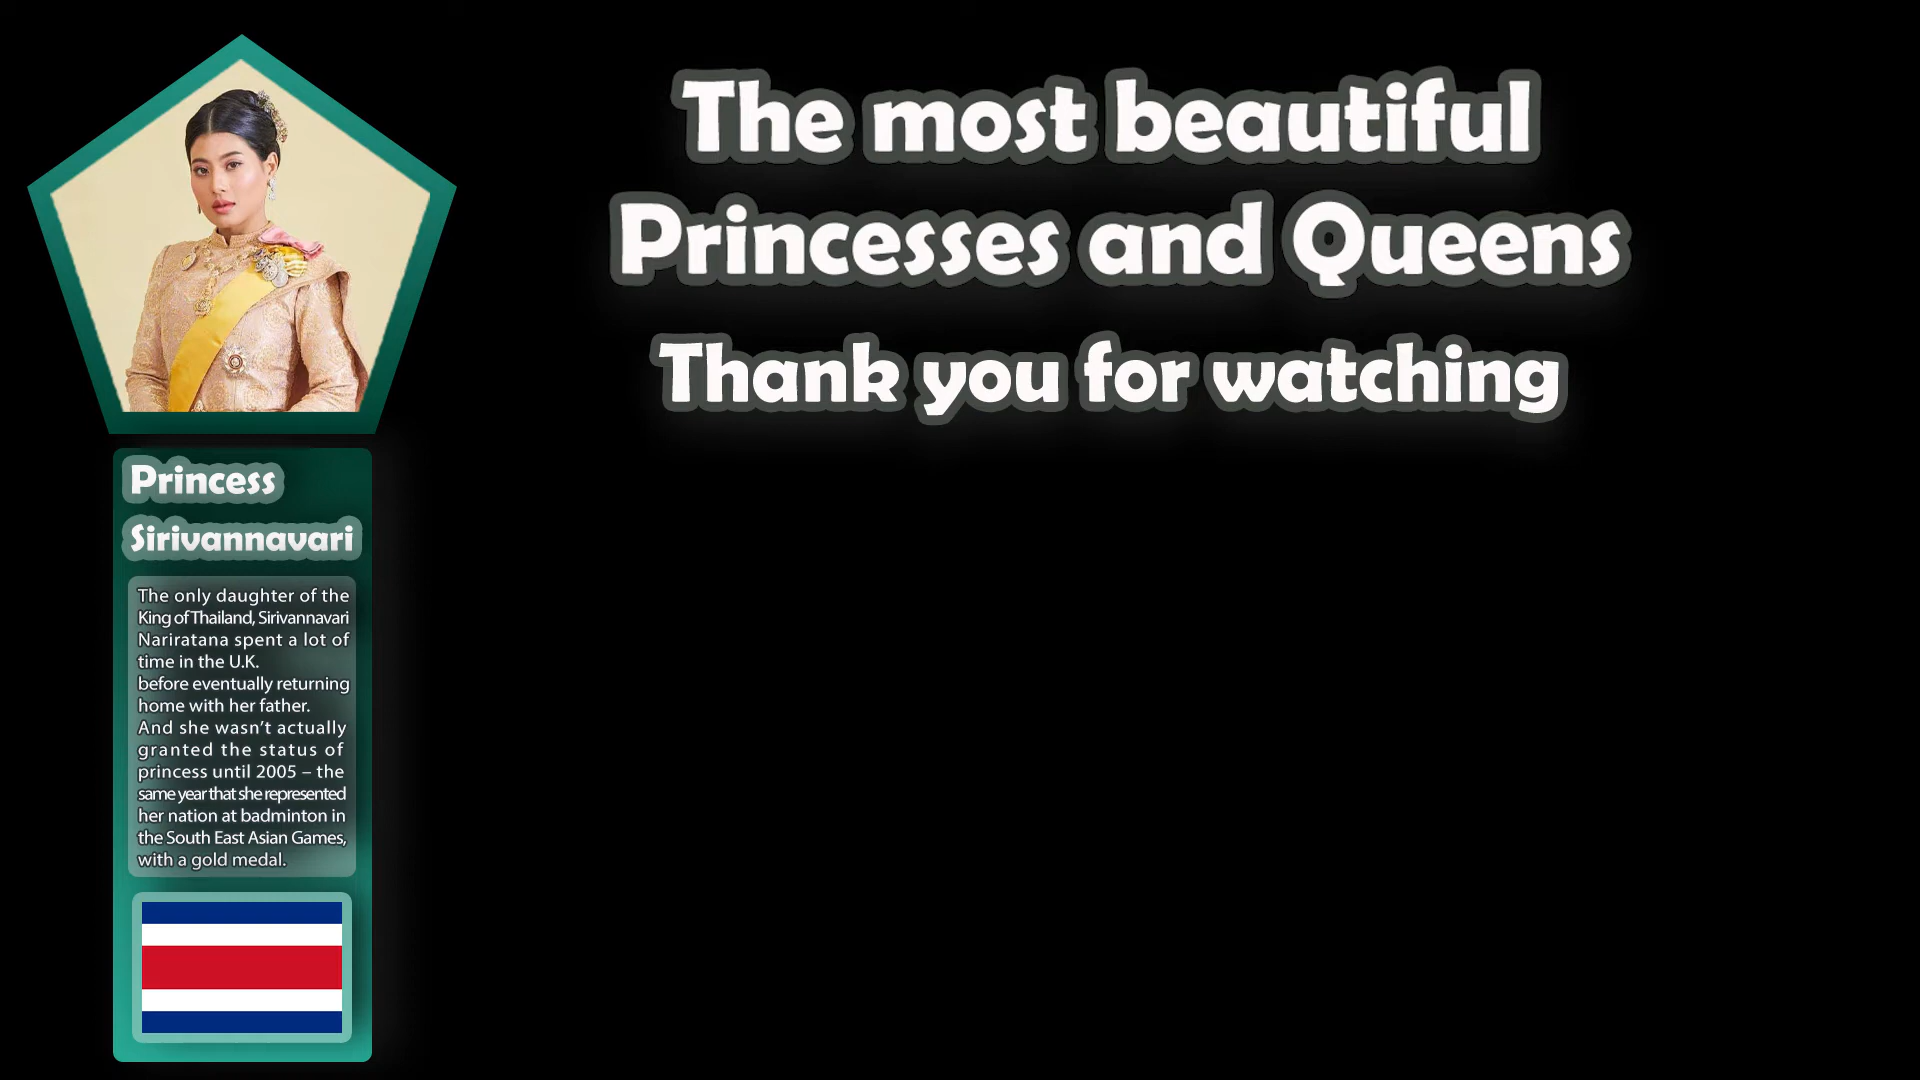 The most beautiful
Princesses and Queens
Thank you for watching
Princess
Sirivannavari
The only daughter of the
King of Thailand, Sirivannavari
Nariratana spent a lot of
time in the U.K.
before eventually returning
home with her father.
And she wasn’t actually
granted the status of
princess until 2005 – the
same year that she represented
her nation at badminton in
the South East Asian Games,
with a gold medal.